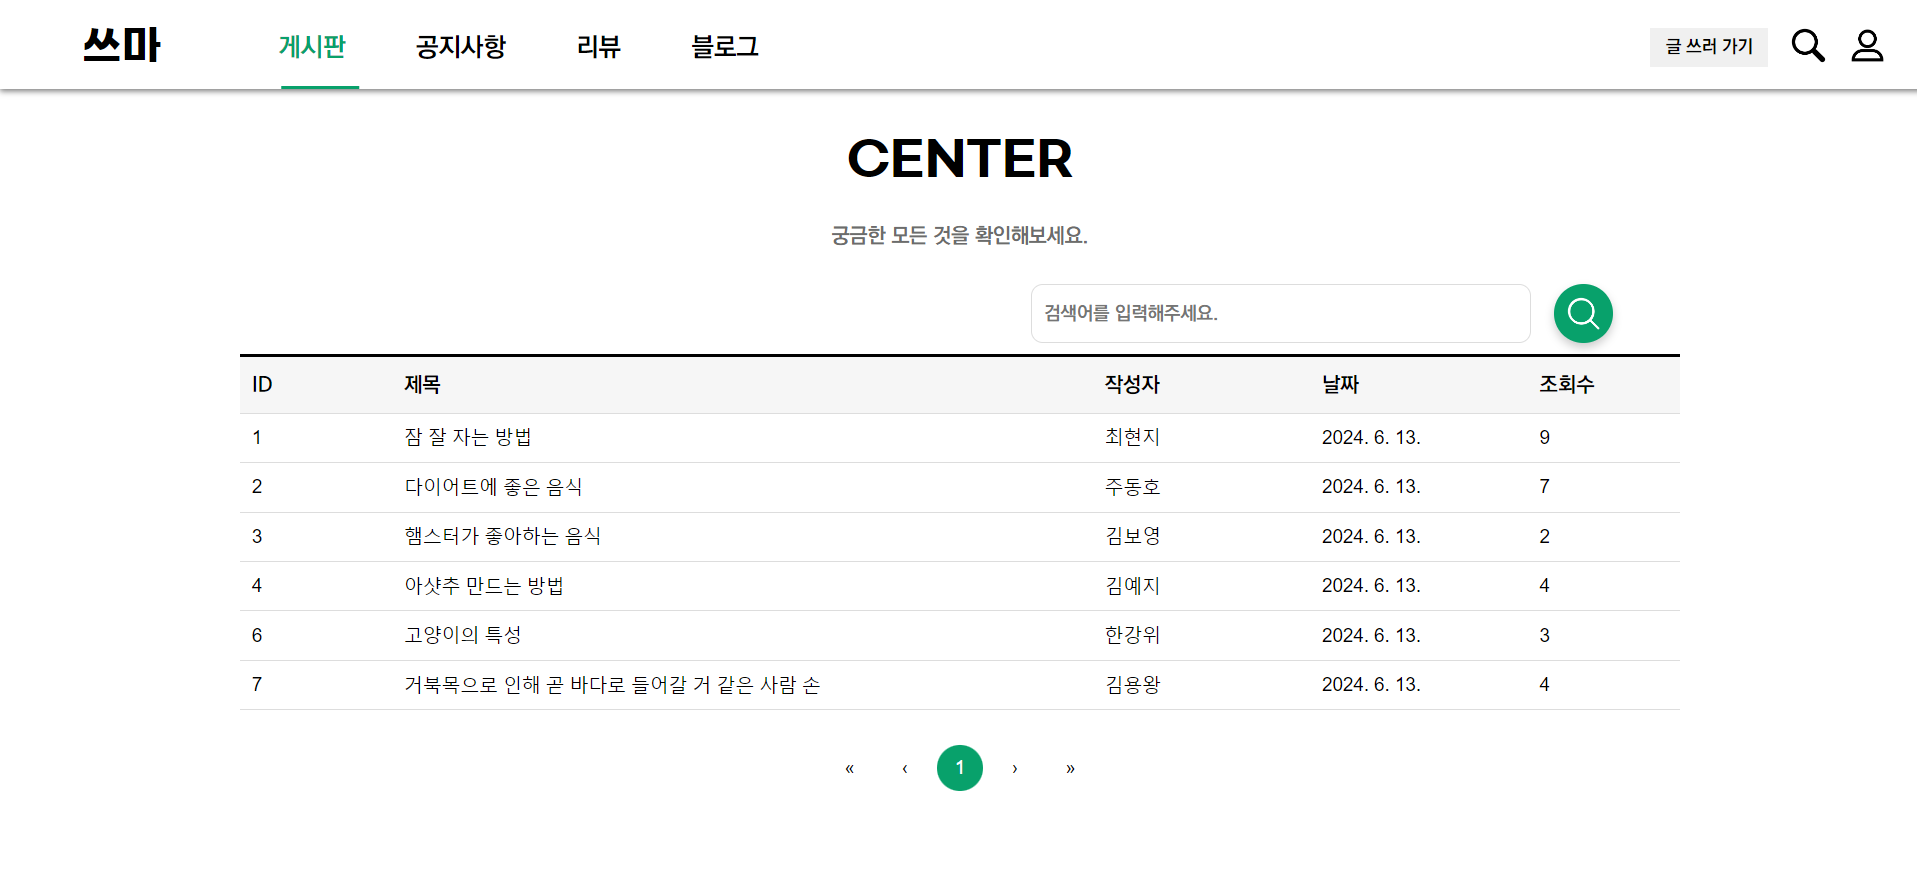 쓰마 게시판 공지사항 리뷰 블로그 글 쓰러 가기
CENTER
궁금한 모든 것을 확인해보세요.
검색어를 입력해주세요.
ID 제목 작성자 날짜 조회수
1 잠 잘 자는 방법 최현지 2024. 6. 13. 9
2 다이어트에 좋은 음식 주동호 2024. 6. 13. 7
3 햄스터가 좋아하는 음식 김보영 2024. 6. 13. 2
4 아샷추 만드는 방법 김예지 2024. 6. 13. 4
6 고양이의 특성 한강위 2024. 6. 13. 3
7 거북목으로 인해 곧 바다로 들어갈 거 같은 사람 손 김용왕 2024. 6. 13. 4
« ‹ 1 › »